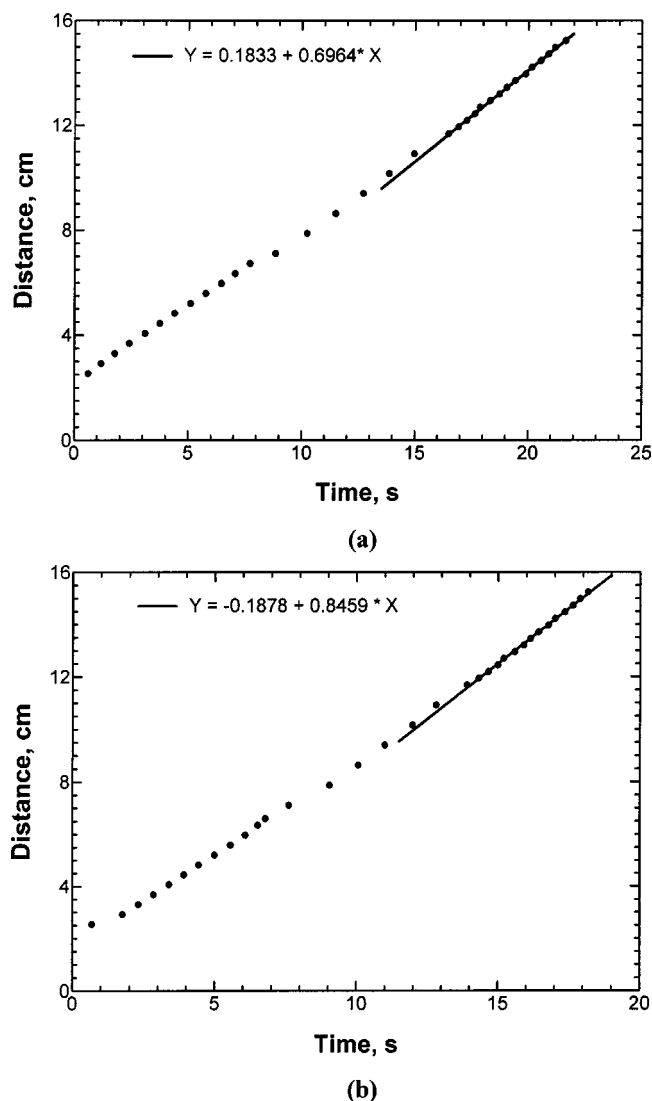 16
Y = 0.1833 + 0.6964* X
12
Distance, cm
8
4
0
0 5 10 15 20 25
Time, s
(a)
16
Y = -0.1878 + 0.8459 * X
12
Distance, cm
8
4
0
0 5 10 15 20
Time, s
(b)